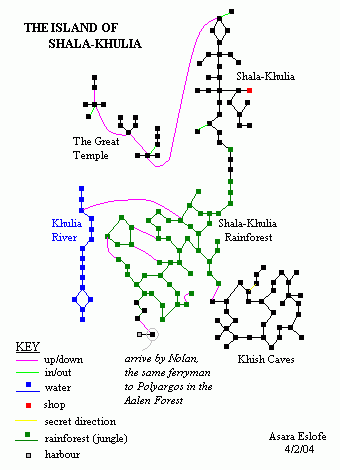 THE ISLAND OF
SHALA-KHULIA
Shala-Khulia
The Great
Temple
Khulia
River
Shala-Khulia
Rainforest
KEY
up/down
in/out
water
shop
secret direction
rainforest (jungle)
harbour
arrive by Nolan,
the same ferryman
to Polyargos in the
Aalen Forest
Khish Caves
Asara Eslofe
4/2/04